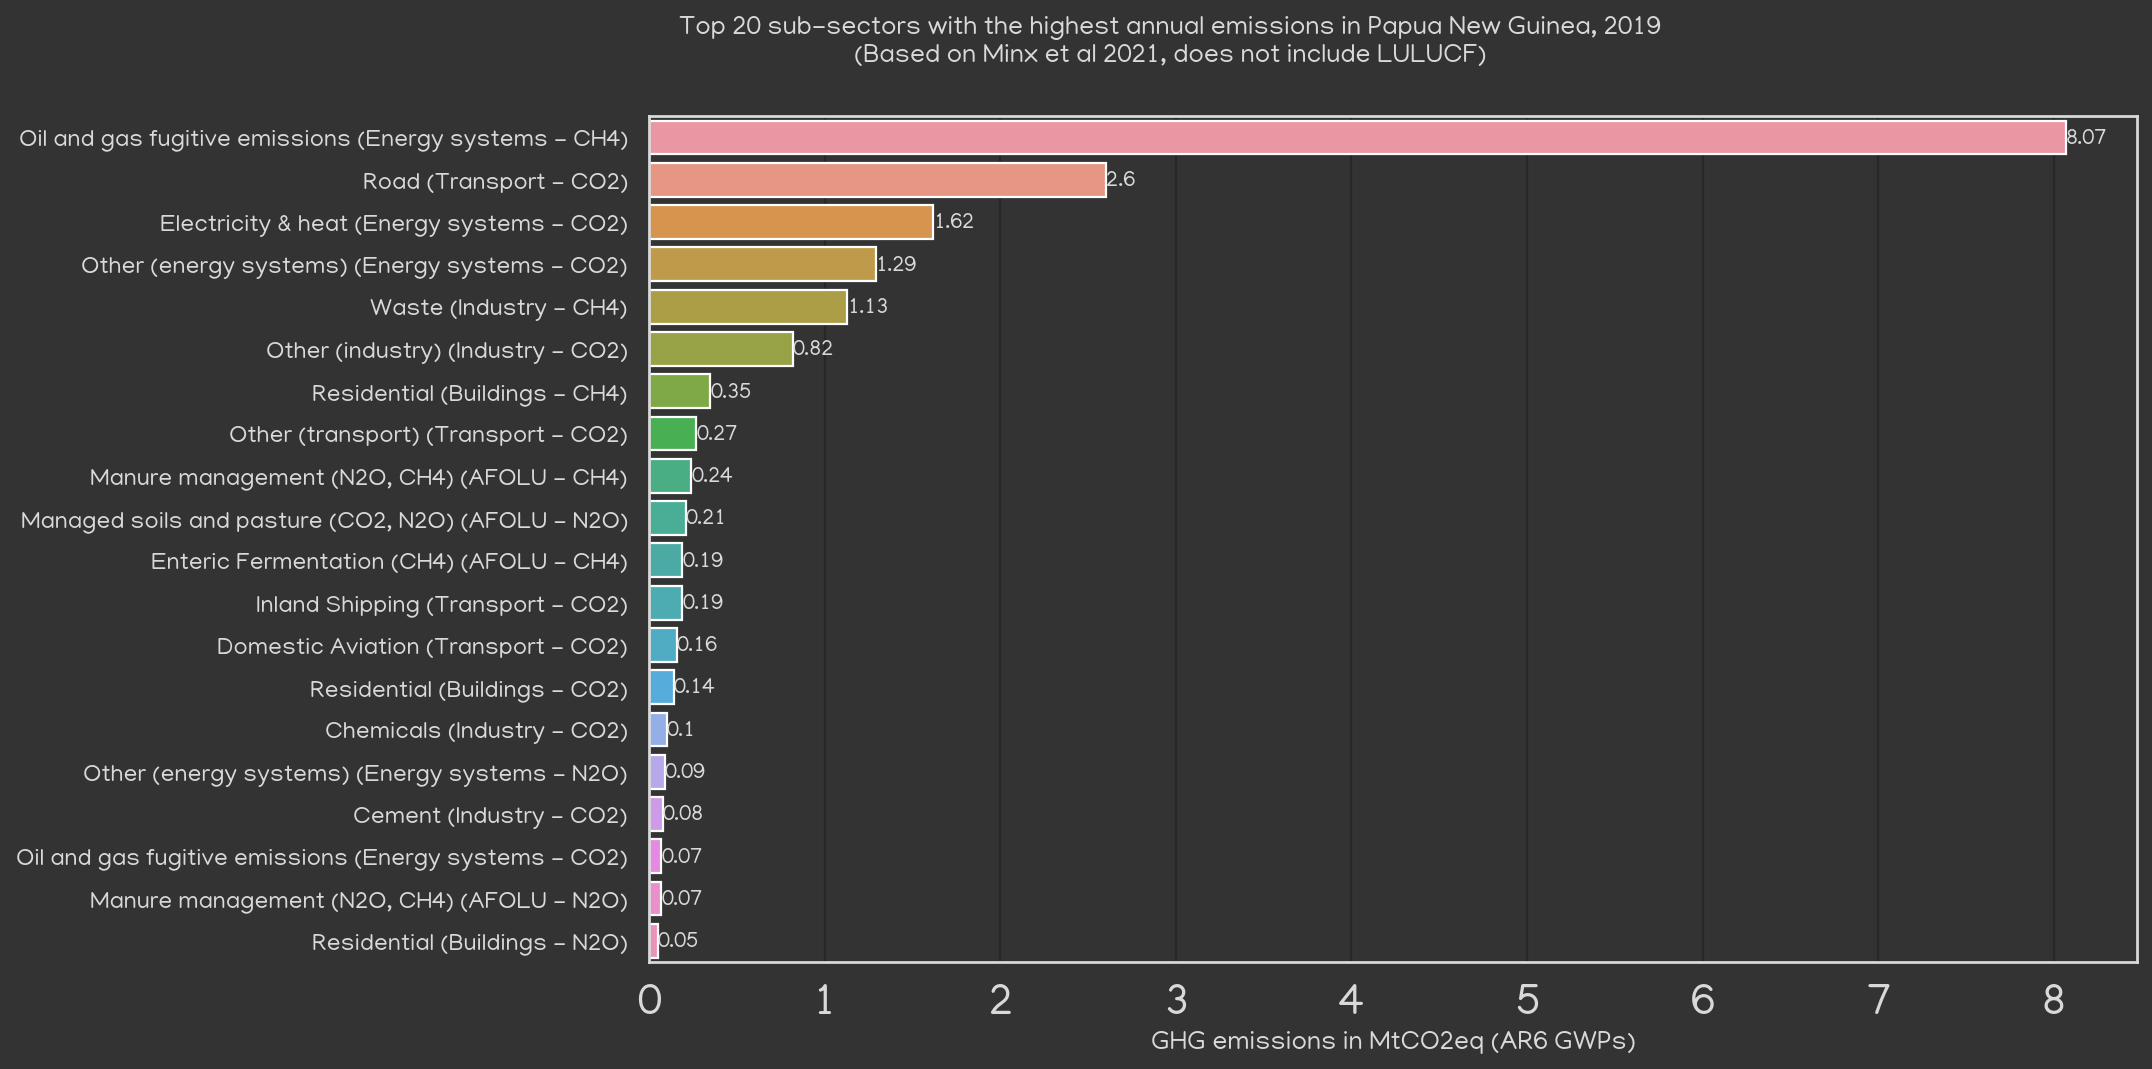 Top 20 sub-sectors with the highest annual emissions in Papua New Guinea, 2019
(Based on Minx et al 2021, does not include LULUCF)
Oil and gas fugitive emissions (Energy systems - CH4) 8.07
Road (Transport - CO2) 2.6
Electricity & heat (Energy systems - CO2) 1.62
Other (energy systems) (Energy systems - CO2) 1.29
Waste (Industry - CH4) 1.13
Other (industry) (Industry - CO2) 0.82
Residential (Buildings - CH4) 0.35
Other (transport) (Transport - CO2) 0.27
Manure management (N2O, CH4) (AFOLU - CH4) 0.24
Managed soils and pasture (CO2, N2O) (AFOLU - N2O) 0.21
Enteric Fermentation (CH4) (AFOLU - CH4) 0.19
Inland Shipping (Transport - CO2) 0.19
Domestic Aviation (Transport - CO2) 0.16
Residential (Buildings - CO2) 0.14
Chemicals (Industry - CO2) 0.1
Other (energy systems) (Energy systems - N2O) 0.09
Cement (Industry - CO2) 0.08
Oil and gas fugitive emissions (Energy systems - CO2) 0.07
Manure management (N2O, CH4) (AFOLU - N2O) 0.07
Residential (Buildings - N2O) 0.05
0 1 2 3 4 5 6 7 8
GHG emissions in MtCO2eq (AR6 GWPs)